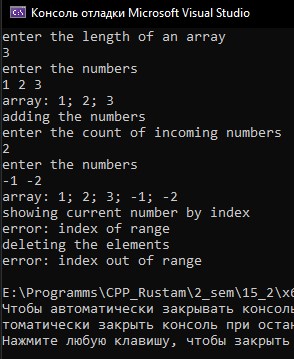 Консоль отладки Microsoft Visual Studio
enter the length of an array
3
enter the numbers
1 2 3
array: 1; 2; 3
adding the numbers
enter the count of incoming numbers
2
enter the numbers
-1 -2
array: 1; 2; 3; -1; -2
showing current number by index
error: index of range
deleting the elements
error: index out of range
E:\Programms\CPP_Rustam\2_sem\15_2\x6
Чтобы автоматически закрывать консоль
томатически закрыть консоль при остан
Нажмите любую клавишу, чтобы закрыть